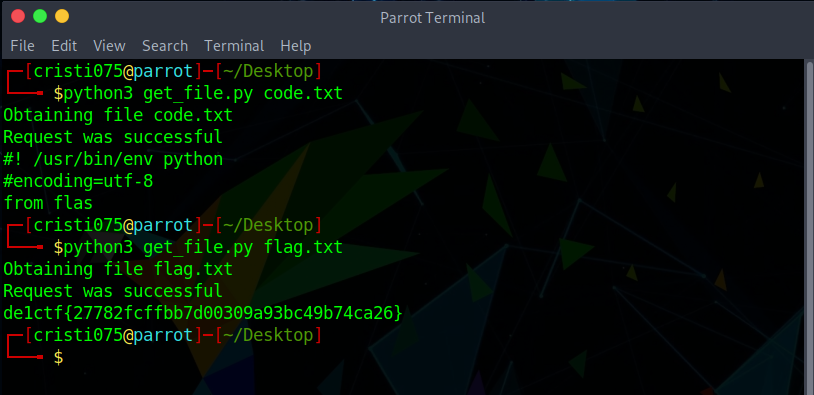 Parrot Terminal
File Edit View Search Terminal Help
┌─[cristi075@parrot]─[~/Desktop]
└──╼ $python3 get_file.py code.txt
Obtaining file code.txt
Request was successful
#! /usr/bin/env python
#encoding=utf-8
from flas
┌─[cristi075@parrot]─[~/Desktop]
└──╼ $python3 get_file.py flag.txt
Obtaining file flag.txt
Request was successful
de1ctf{27782fcffbb7d00309a93bc49b74ca26}
┌─[cristi075@parrot]─[~/Desktop]
└──╼ $